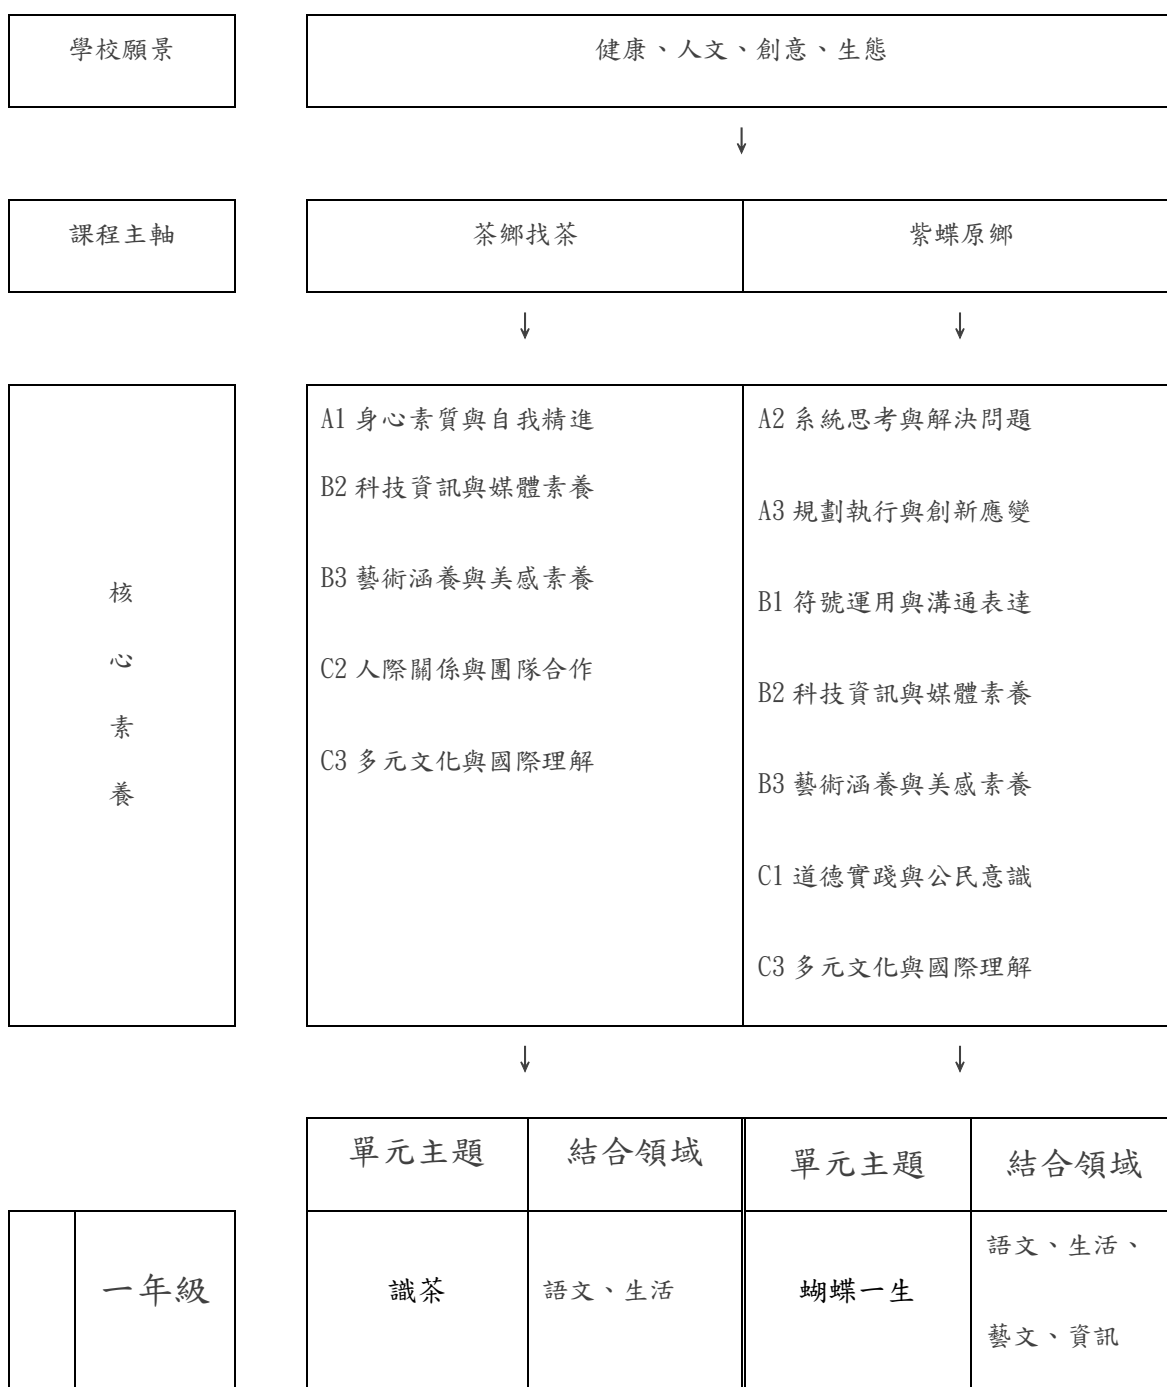 學校願景
健康、人文、創意、生態
↓
課程主軸
茶鄉找茶
紫蝶原鄉
↓
↓
核
心
素
養
A1 身心素質與自我精進
B2 科技資訊與媒體素養
B3 藝術涵養與美感素養
C2 人際關係與團隊合作
C3 多元文化與國際理解
A2 系統思考與解決問題
A3 規劃執行與創新應變
B1 符號運用與溝通表達
B2 科技資訊與媒體素養
B3 藝術涵養與美感素養
C1 道德實踐與公民意識
C3 多元文化與國際理解
↓
↓
單元主題
結合領域
單元主題
結合領域
一年級
識茶
語文、生活
蝴蝶一生
語文、生活、
藝文、資訊